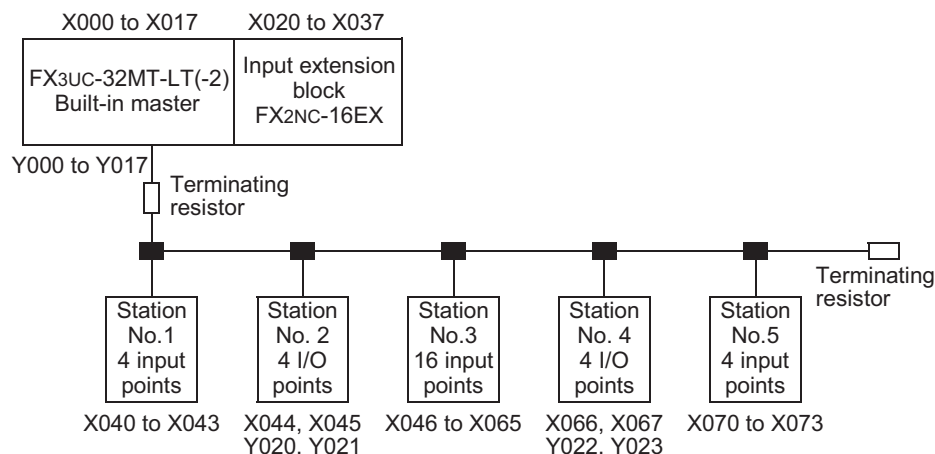 X000 to X017
X020 to X037
FX3UC-32MT-LT(-2)
Built-in master
Input extension
block
FX2NC-16EX
Y000 to Y017
Terminating
resistor
Terminating
resistor
Station
No.1
4 input
points
Station
No. 2
4 I/O
points
Station
No.3
16 input
points
Station
No. 4
4 I/O
points
Station
No.5
4 input
points
X040 to X043
X044, X045
Y020, Y021
X046 to X065
X066, X067
Y022, Y023
X070 to X073